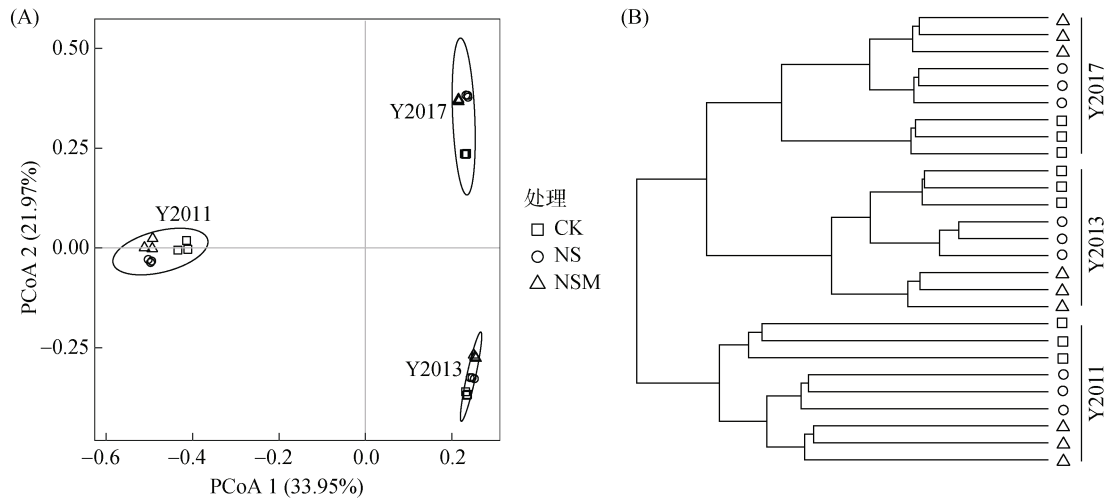 (A)
0.50
0.25
0.00
−0.25
PCoA 2 (21.97%)
−0.6
−0.4
−0.2
0.0
0.2
PCoA 1 (33.95%)
Y2017
Y2011
Y2013
处理
CK
NS
NSM
(B)
Y2017
Y2013
Y2011